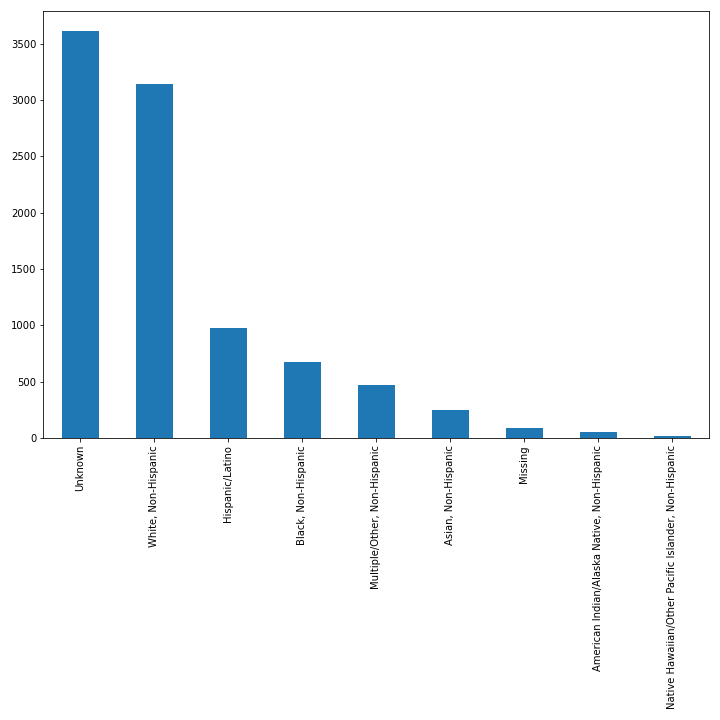 3500
3000
2500
2000
1500
1000
500
0
Unknown
White, Non-Hispanic
Hispanic/Latino
Black, Non-Hispanic
Multiple/Other, Non-Hispanic
Asian, Non-Hispanic
Missing
American Indian/Alaska Native, Non-Hispanic
Native Hawaiian/Other Pacific Islander, Non-Hispanic